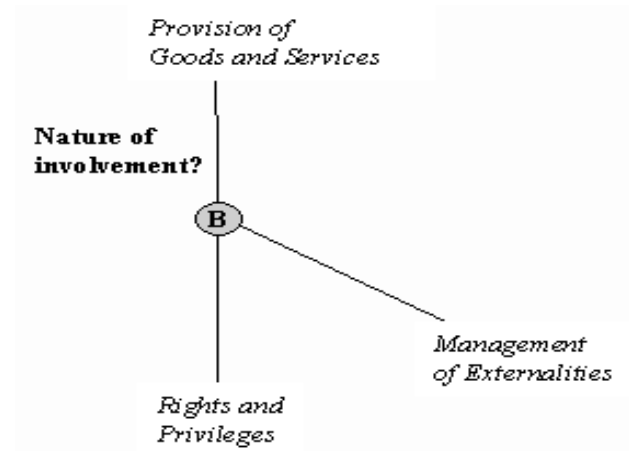 Provision of
Goods and Services
Nature of
involvement?
B
Management
of Externalities
Rights and
Privileges